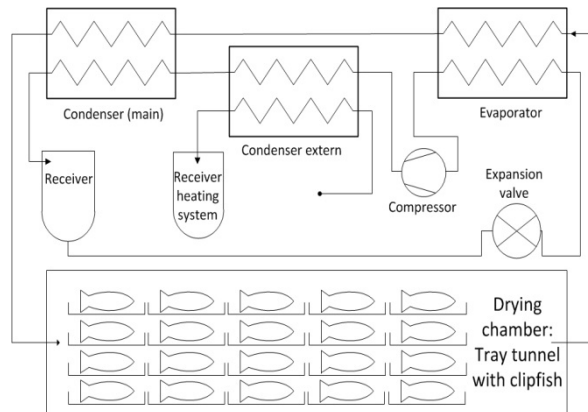 Condenser (main)
Condenser extern
Evaporator
Receiver
Receiver
heating
system
Compressor
Expansion
valve
Drying
chamber:
Tray tunnel
with clipfish